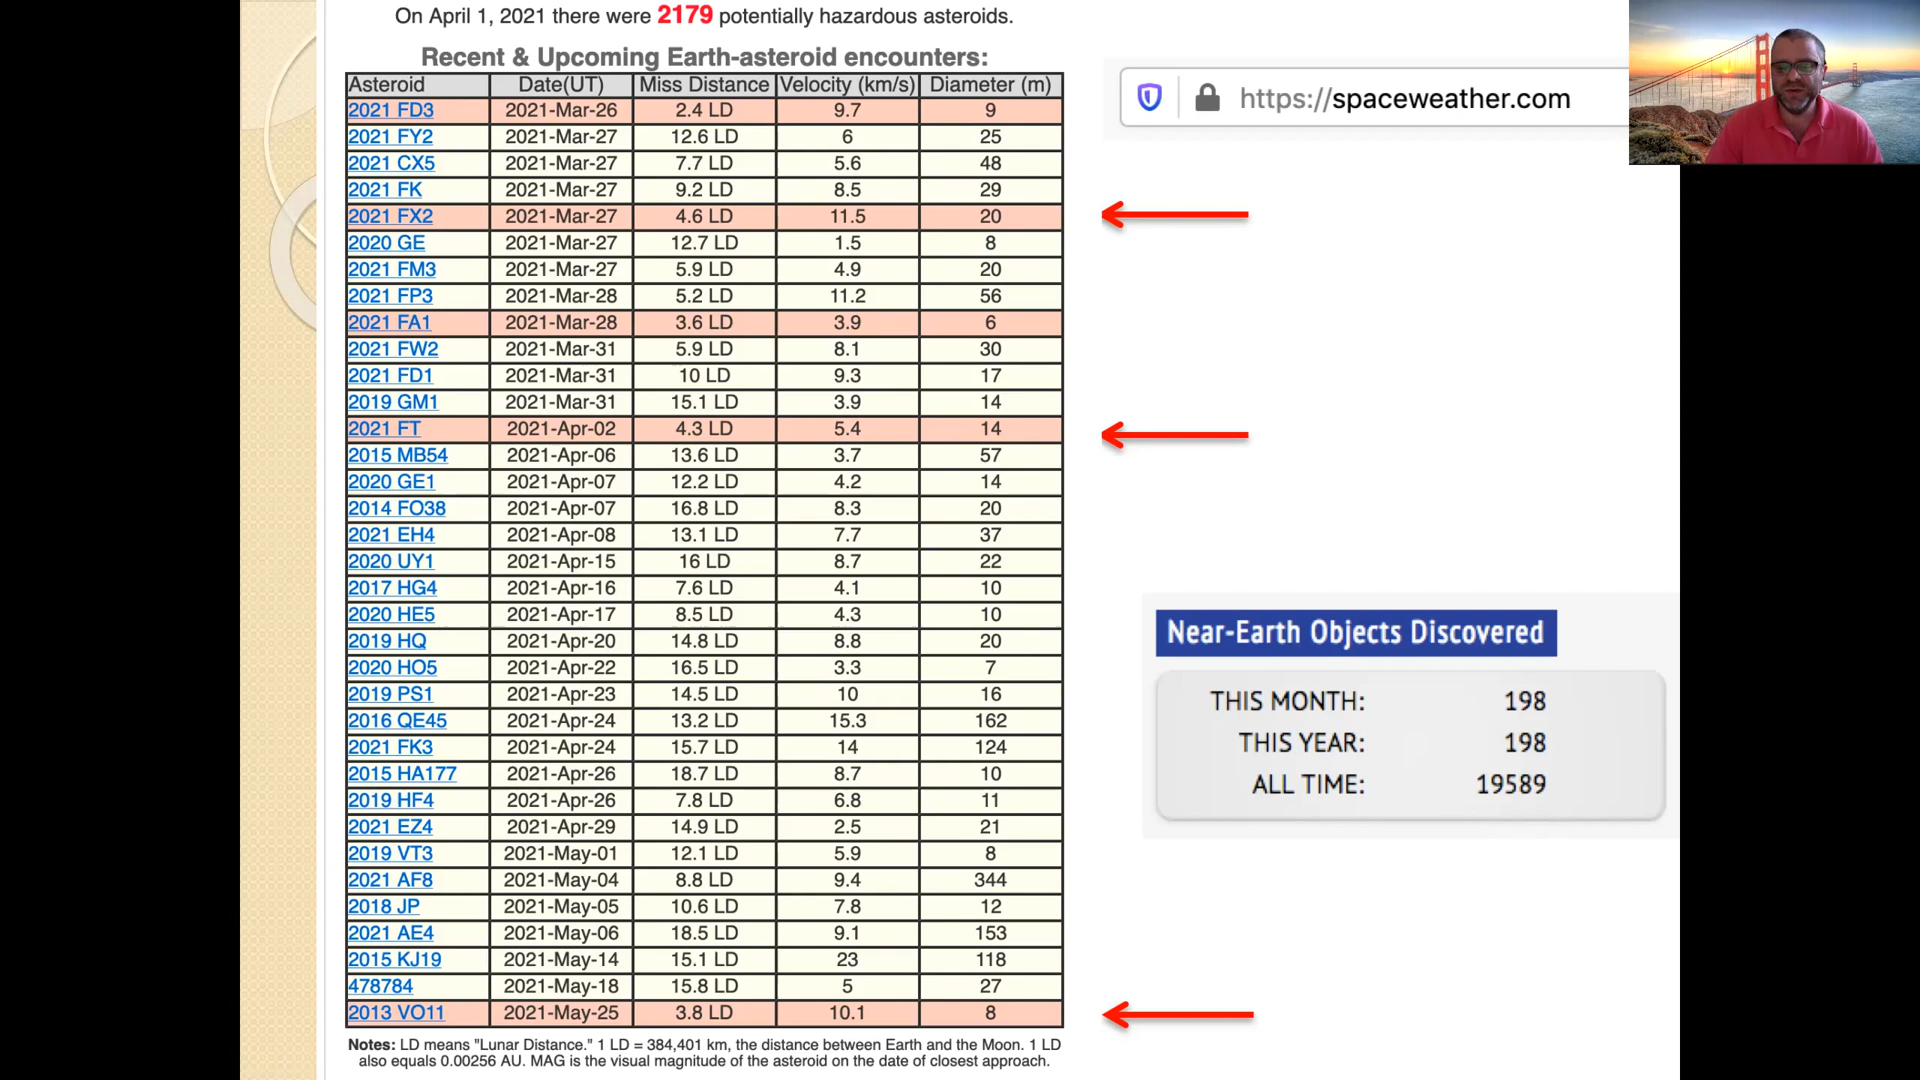 On April 1, 2021 there were 2179 potentially hazardous asteroids.
Recent & Upcoming Earth-asteroid encounters:
Asteroid Date(UT) Miss Distance Velocity (km/s) Diameter (m)
2021 FD3 2021-Mar-26 2.4 LD 9.7 9
2021 FY2 2021-Mar-27 12.6 LD 6 25
2021 CX5 2021-Mar-27 7.7 LD 5.6 48
2021 FK 2021-Mar-27 9.2 LD 8.5 29
2021 FX2 2021-Mar-27 4.6 LD 11.5 20
2020 GE 2021-Mar-27 12.7 LD 1.5 8
2021 FM3 2021-Mar-27 5.9 LD 4.9 20
2021 FP3 2021-Mar-28 5.2 LD 11.2 56
2021 FA1 2021-Mar-28 3.6 LD 3.9 6
2021 FW2 2021-Mar-31 5.9 LD 8.1 30
2021 FD1 2021-Mar-31 10 LD 9.3 17
2019 GM1 2021-Mar-31 15.1 LD 3.9 14
2021 FT 2021-Apr-02 4.3 LD 5.4 14
2015 MB54 2021-Apr-06 13.6 LD 3.7 57
2020 GE1 2021-Apr-07 12.2 LD 4.2 14
2014 FO38 2021-Apr-07 16.8 LD 8.3 20
2021 EH4 2021-Apr-08 13.1 LD 7.7 37
2020 UY1 2021-Apr-15 16 LD 8.7 22
2017 HG4 2021-Apr-16 7.6 LD 4.1 10
2020 HE5 2021-Apr-17 8.5 LD 4.3 10
2019 HQ 2021-Apr-20 14.8 LD 8.8 20
2020 HO5 2021-Apr-22 16.5 LD 3.3 7
2019 PS1 2021-Apr-23 14.5 LD 10 16
2016 QE45 2021-Apr-24 13.2 LD 15.3 162
2021 FK3 2021-Apr-24 15.7 LD 14 124
2015 HA177 2021-Apr-26 18.7 LD 8.7 10
2019 HF4 2021-Apr-26 7.8 LD 6.8 11
2021 EZ4 2021-Apr-29 14.9 LD 2.5 21
2019 VT3 2021-May-01 12.1 LD 5.9 8
2021 AF8 2021-May-04 8.8 LD 9.4 344
2018 JP 2021-May-05 10.6 LD 7.8 12
2021 AE4 2021-May-06 18.5 LD 9.1 153
2015 KJ19 2021-May-14 15.1 LD 23 118
478784 2021-May-18 15.8 LD 5 27
2013 VO11 2021-May-25 3.8 LD 10.1 8
Notes: LD means "Lunar Distance." 1 LD = 384,401 km, the distance between Earth and the Moon. 1 LD
also equals 0.00256 AU. MAG is the visual magnitude of the asteroid on the date of closest approach.
https://spaceweather.com
Near-Earth Objects Discovered
THIS MONTH: 198
THIS YEAR: 198
ALL TIME: 19589